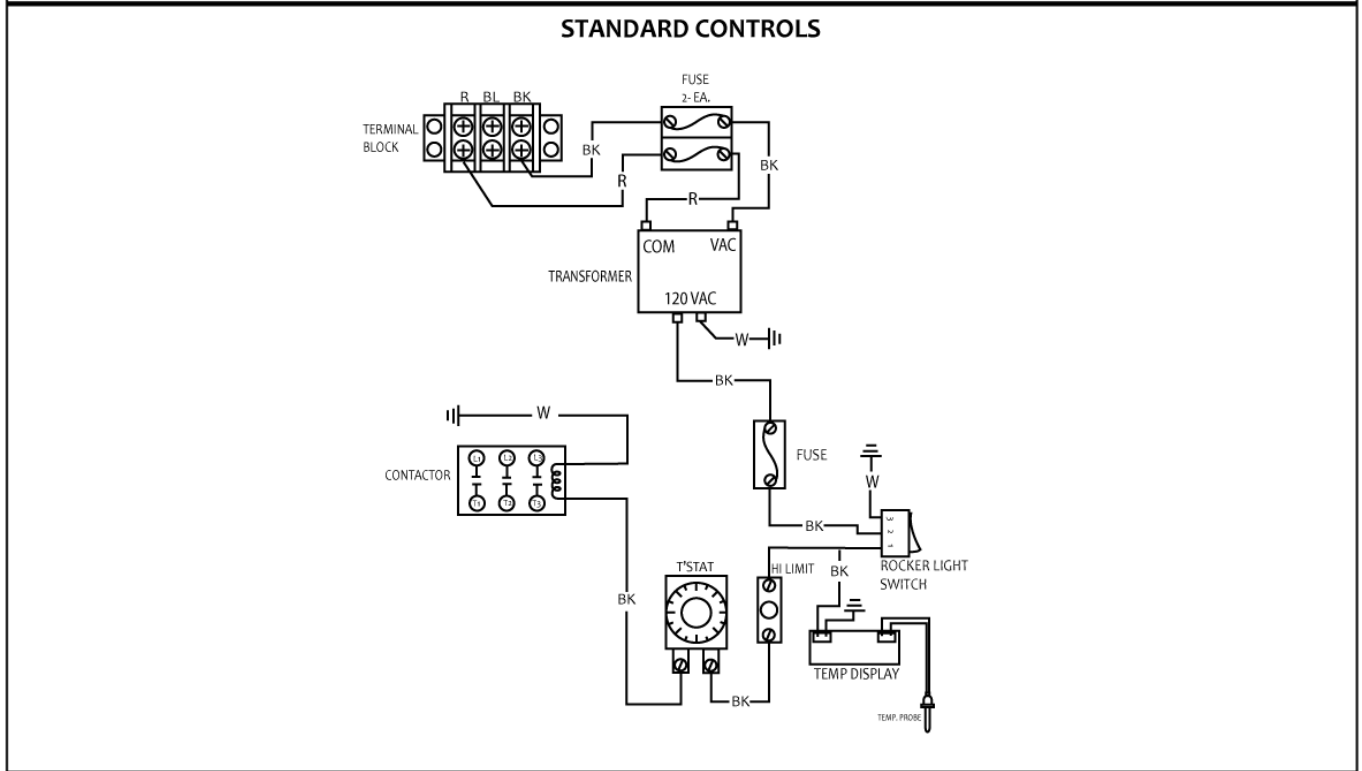 STANDARD CONTROLS
FUSE
2- EA.
R BL BK
TERMINAL
BLOCK
BK
R
BK
R
COM VAC
TRANSFORMER
120 VAC
W
BK
W
FUSE
CONTACTOR
L1 L2 L3
T1 T2 T3
W
BK
3
2
1
ROCKER LIGHT
SWITCH
T'STAT
HI LIMIT
BK
BK
TEMP DISPLAY
BK
TEMP. PROBE